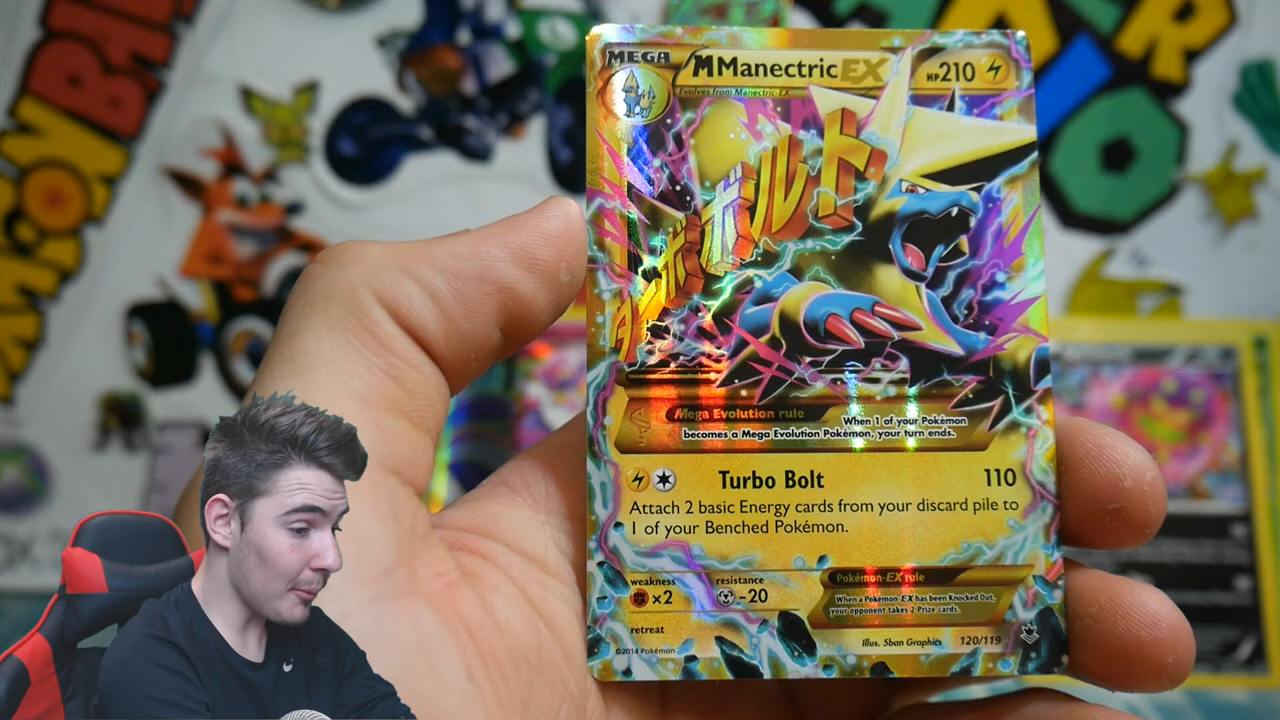 MEGA
M Manectric EX
HP210
Evolves from Manectric-EX
ボルト
Mega Evolution rule
When 1 of your Pokémon
becomes a Mega Evolution Pokémon, your turn ends.
Turbo Bolt 110
Attach 2 basic Energy cards from your discard pile to
1 of your Benched Pokémon.
weakness
×2
resistance
-20
retreat
Pokémon-EX rule
When a Pokémon-EX has been Knocked Out,
your opponent takes 2 Prize cards.
Illus. 5ban Graphics 120/119
©2014 Pokémon